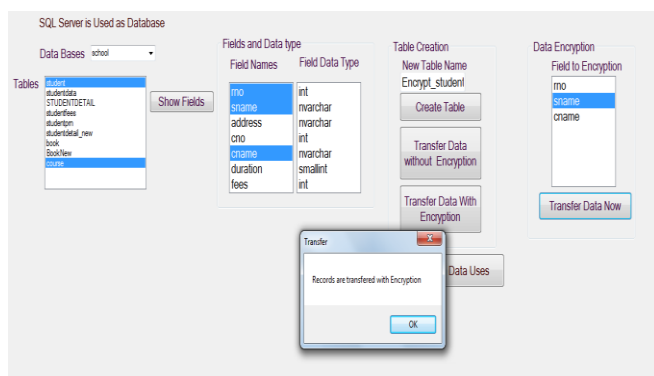 SQL Server is Used as Database
Data Bases school
Tables
student
studentdata
STUDENTDETAIL
studentfees
studentpm
studentdetail_new
book
BookNew
course
Show Fields
Fields and Data type
Field Names Field Data Type
rno int
sname nvarchar
address nvarchar
cno int
cname nvarchar
duration smallint
fees int
Table Creation
New Table Name
Encrypt_student
Create Table
Transfer Data
without Encryption
Transfer Data With
Encryption
Data Uses
Data Encryption
Field to Encryption
rno
sname
cname
Transfer Data Now
Transfer
x
Records are transfered with Encryption
OK